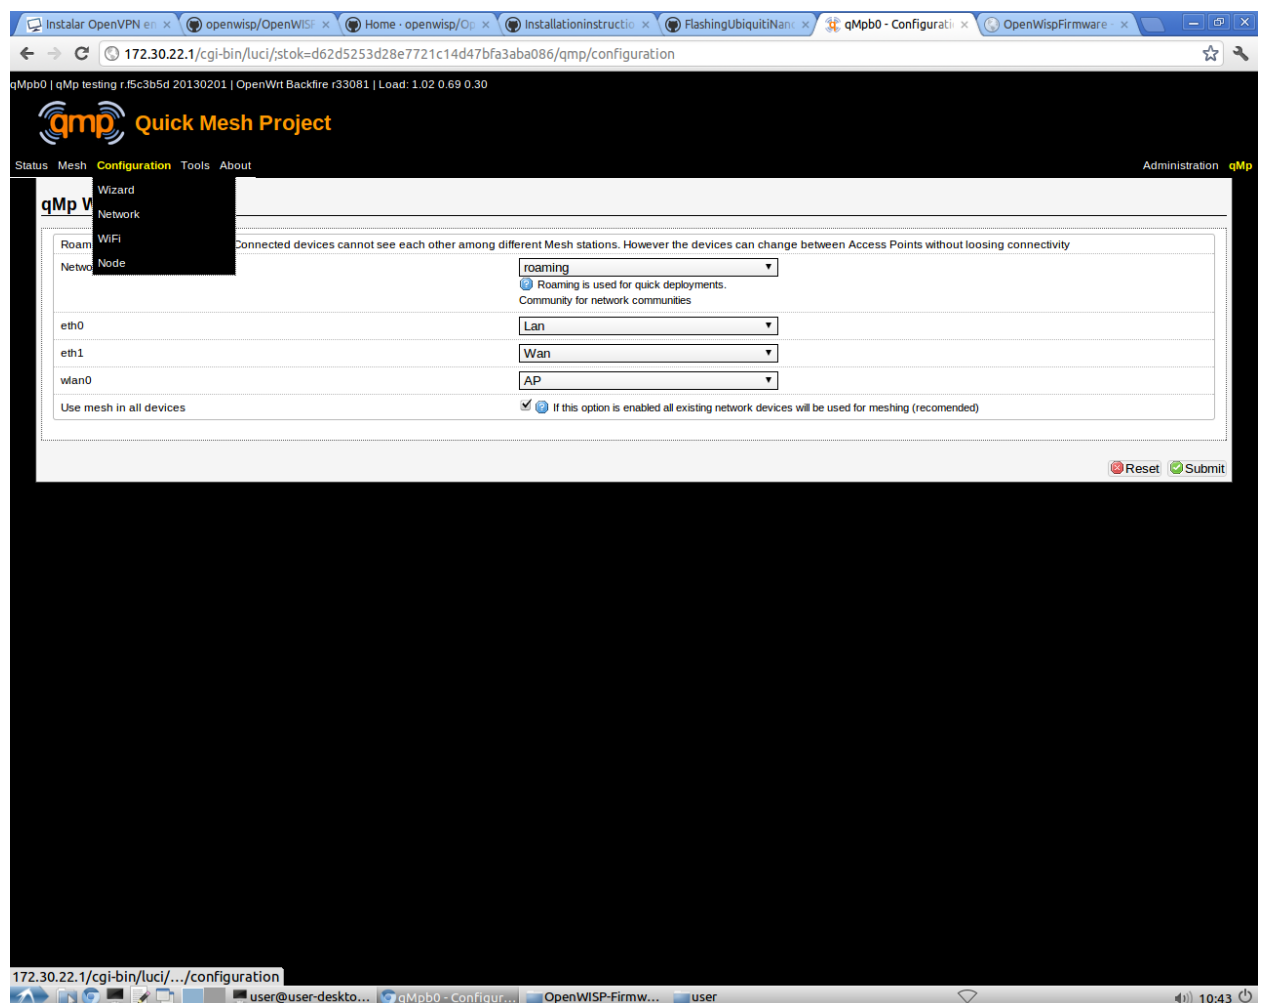 Instalar OpenVPN en
openwisp/OpenWISP
Home · openwisp/Op
Installationinstructio
FlashingUbiquitiNano
qMpb0 - Configuratio
OpenWispFirmware -
172.30.22.1/cgi-bin/luci/;stok=d62d5253d28e7721c14d47bfa3aba086/qmp/configuration
qMpb0 | qMp testing r.f5c3b5d 20130201 | OpenWrt Backfire r33081 | Load: 1.02 0.69 0.30
qmp Quick Mesh Project
Status Mesh Configuration Tools About Administration qMp
Wizard
qMp W
Network
Roam Connected devices cannot see each other among different Mesh stations. However the devices can change between Access Points without loosing connectivity
WiFi
Netwo roaming
Node
Roaming is used for quick deployments.
Community for network communities
eth0 Lan
eth1 Wan
wlan0 AP
Use mesh in all devices If this option is enabled all existing network devices will be used for meshing (recomended)
Reset Submit
172.30.22.1/cgi-bin/luci/.../configuration
user@user-deskto... qMpb0 - Configur... OpenWISP-Firmw... user 10:43